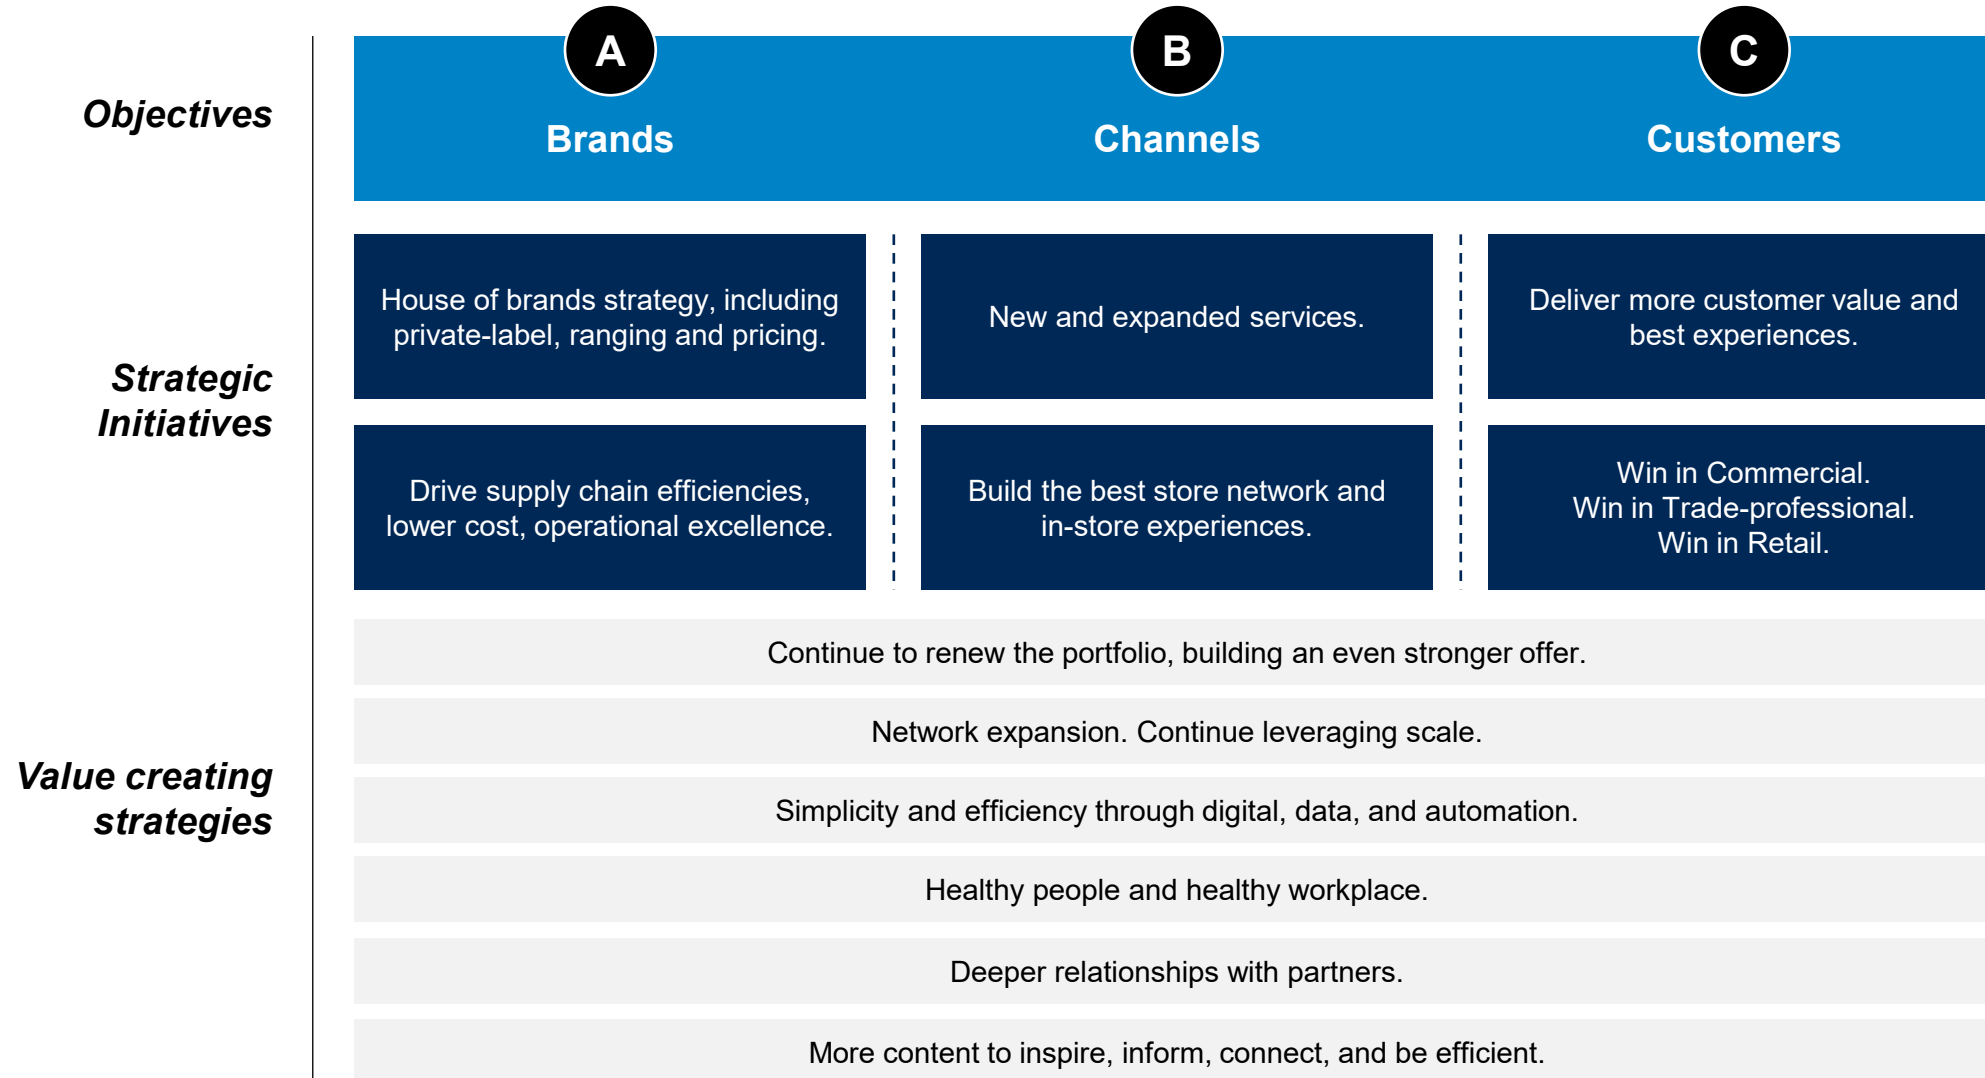 A
B
C
Objectives
Brands
Channels
Customers
Strategic
Initiatives
House of brands strategy, including
private-label, ranging and pricing.
New and expanded services.
Deliver more customer value and
best experiences.
Drive supply chain efficiencies,
lower cost, operational excellence.
Build the best store network and
in-store experiences.
Win in Commercial.
Win in Trade-professional.
Win in Retail.
Value creating
strategies
Continue to renew the portfolio, building an even stronger offer.
Network expansion. Continue leveraging scale.
Simplicity and efficiency through digital, data, and automation.
Healthy people and healthy workplace.
Deeper relationships with partners.
More content to inspire, inform, connect, and be efficient.